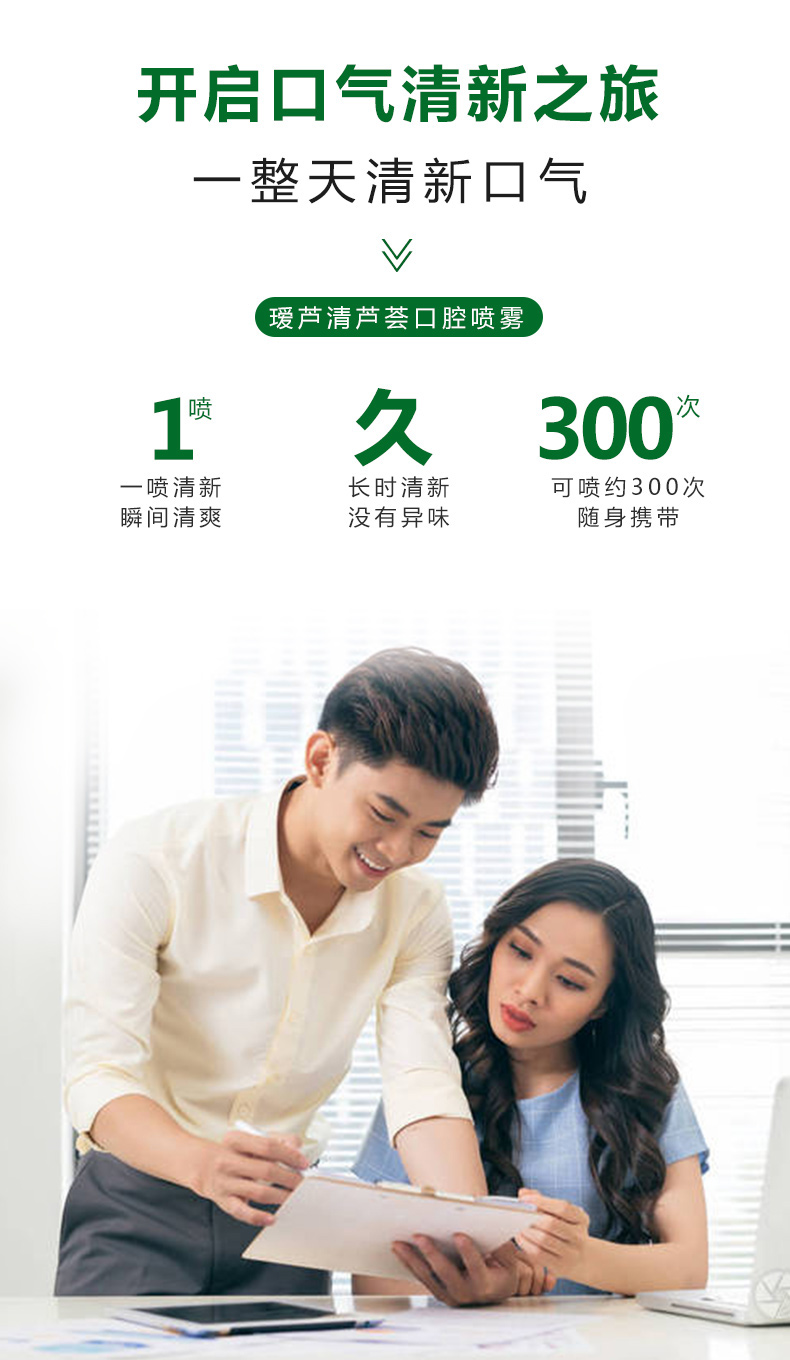 开启口气清新之旅
一整天清新口气
瑷芦清芦荟口腔喷雾
1喷
久
300次
一喷清新
瞬间清爽
长时清新
没有异味
可喷约300次
随身携带